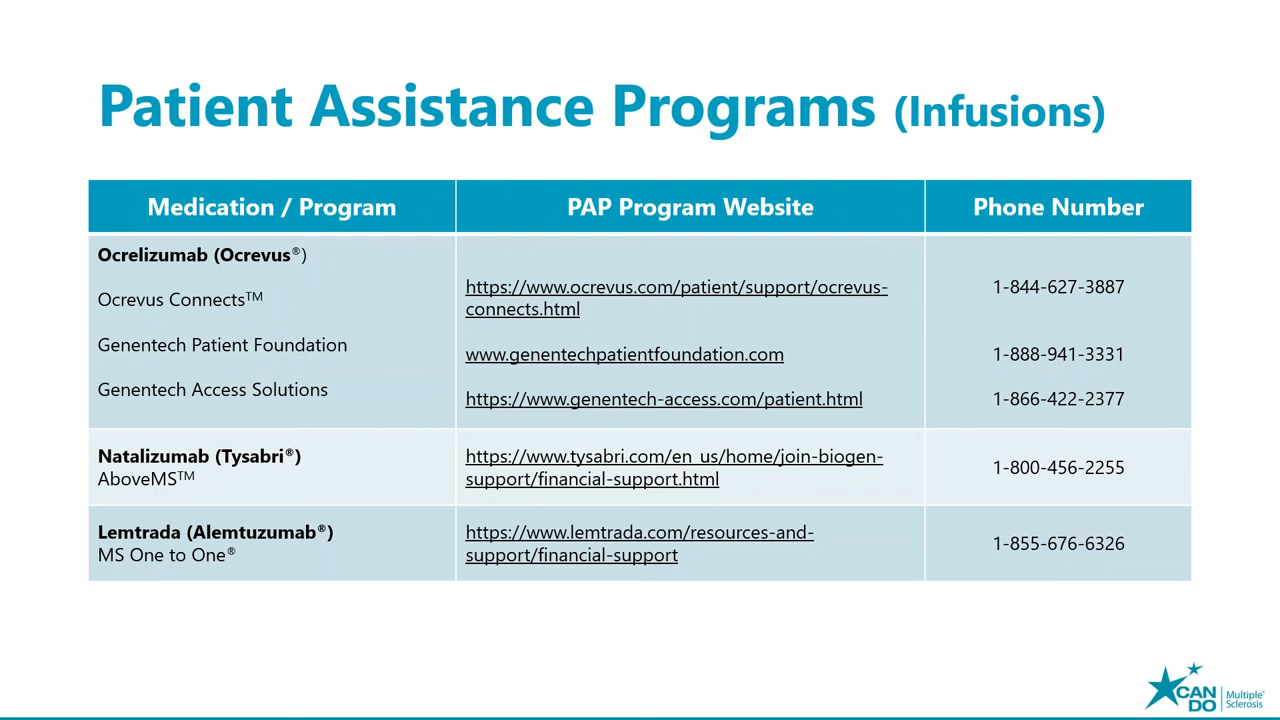 Patient Assistance Programs (Infusions)
Medication / Program
PAP Program Website
Phone Number
Ocrelizumab (Ocrevus®)
Ocrevus Connects™
https://www.ocrevus.com/patient/support/ocrevus-
connects.html
1-844-627-3887
Genentech Patient Foundation
www.genentechpatientfoundation.com
1-888-941-3331
Genentech Access Solutions
https://www.genentech-access.com/patient.html
1-866-422-2377
Natalizumab (Tysabri®)
AboveMS™
https://www.tysabri.com/en_us/home/join-biogen-
support/financial-support.html
1-800-456-2255
Lemtrada (Alemtuzumab®)
MS One to One®
https://www.lemtrada.com/resources-and-
support/financial-support
1-855-676-6326
CAN
DO
Multiple®
Sclerosis